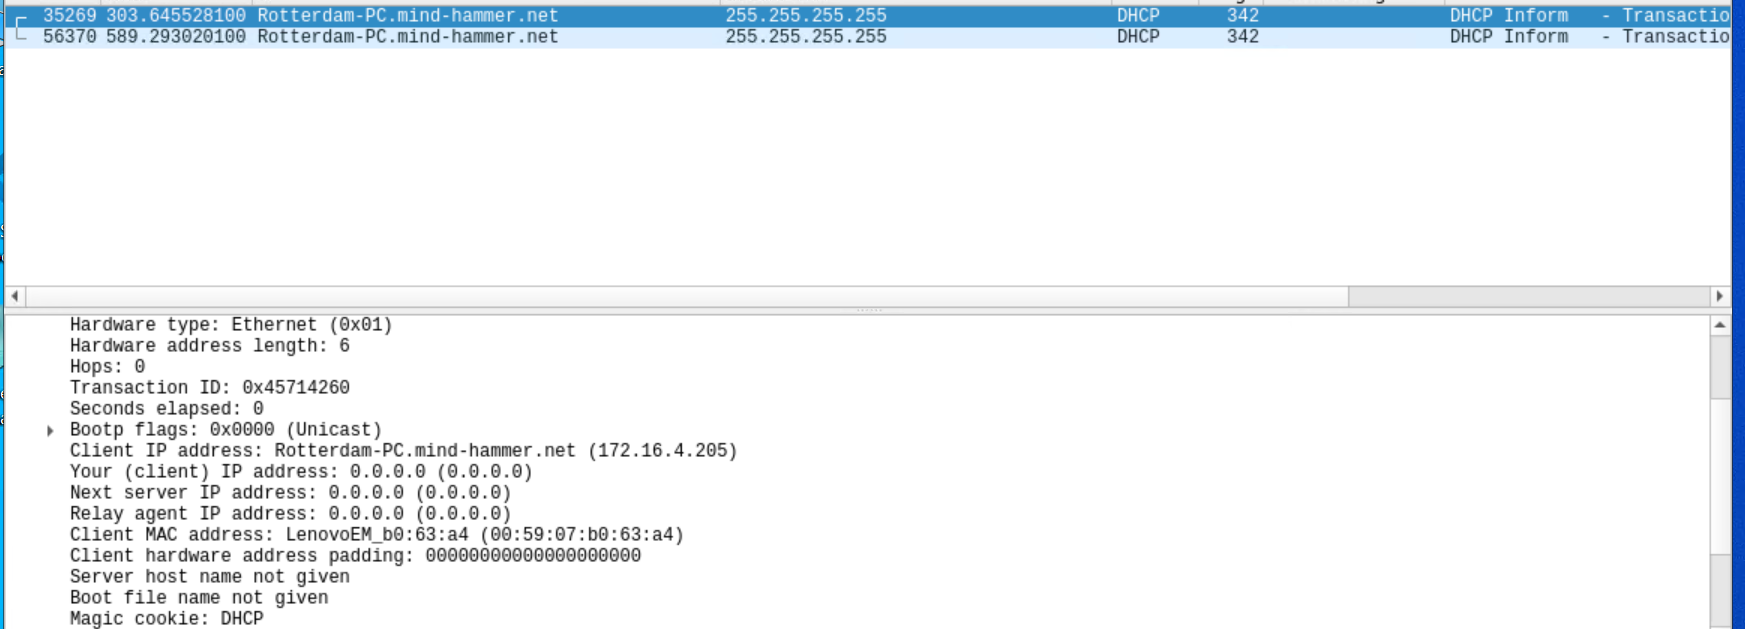 35269 303.645528100 Rotterdam-PC.mind-hammer.net 255.255.255.255 DHCP 342 DHCP Inform - Transactio
56370 589.293020100 Rotterdam-PC.mind-hammer.net 255.255.255.255 DHCP 342 DHCP Inform - Transactio
Hardware type: Ethernet (0x01)
Hardware address length: 6
Hops: 0
Transaction ID: 0x45714260
Seconds elapsed: 0
Bootp flags: 0x0000 (Unicast)
Client IP address: Rotterdam-PC.mind-hammer.net (172.16.4.205)
Your (client) IP address: 0.0.0.0 (0.0.0.0)
Next server IP address: 0.0.0.0 (0.0.0.0)
Relay agent IP address: 0.0.0.0 (0.0.0.0)
Client MAC address: LenovoEM_b0:63:a4 (00:59:07:b0:63:a4)
Client hardware address padding: 00000000000000000000
Server host name not given
Boot file name not given
Magic cookie: DHCP